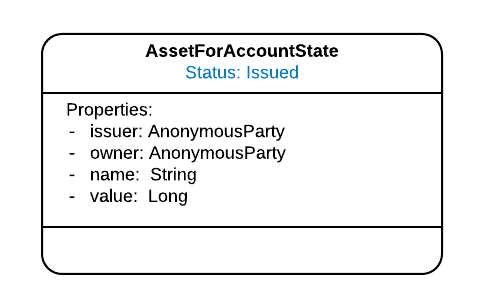 AssetForAccountState
Status: Issued
Properties:
- issuer: AnonymousParty
- owner: AnonymousParty
- name: String
- value: Long